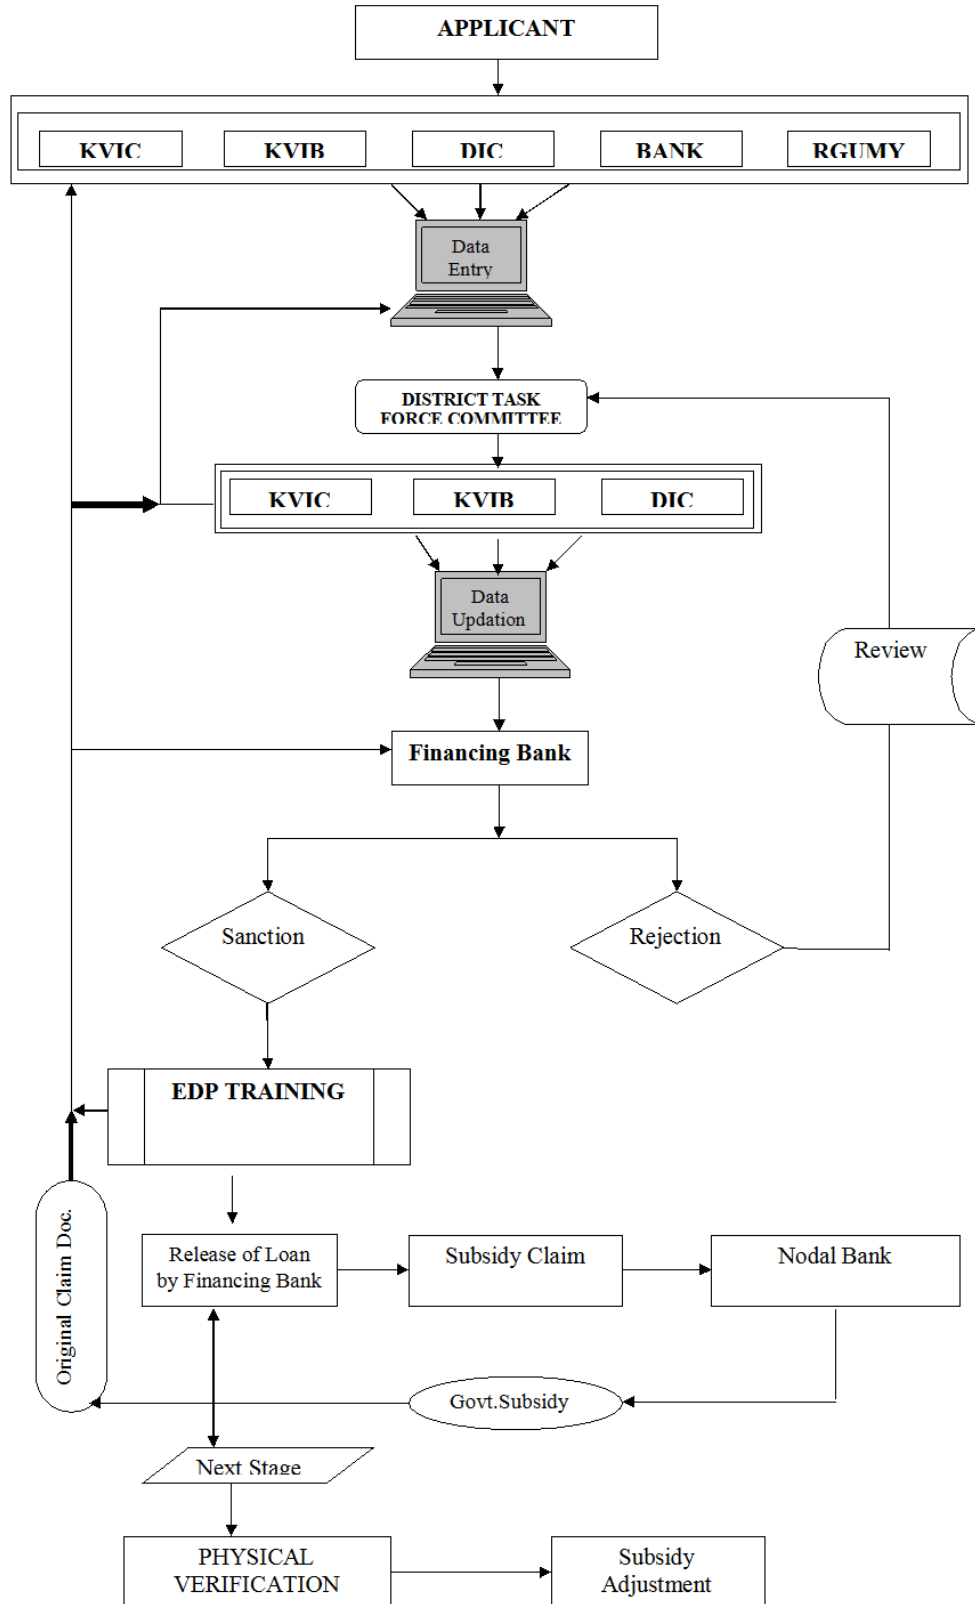 APPLICANT
KVIC KVIB DIC BANK RGUMY
Data
Entry
DISTRICT TASK
FORCE COMMITTEE
KVIC KVIB DIC
Data
Updation
Review
Financing Bank
Sanction Rejection
EDP TRAINING
Original Claim Doc.
Release of Loan
by Financing Bank
Subsidy Claim
Nodal Bank
Govt.Subsidy
Next Stage
PHYSICAL
VERIFICATION
Subsidy
Adjustment